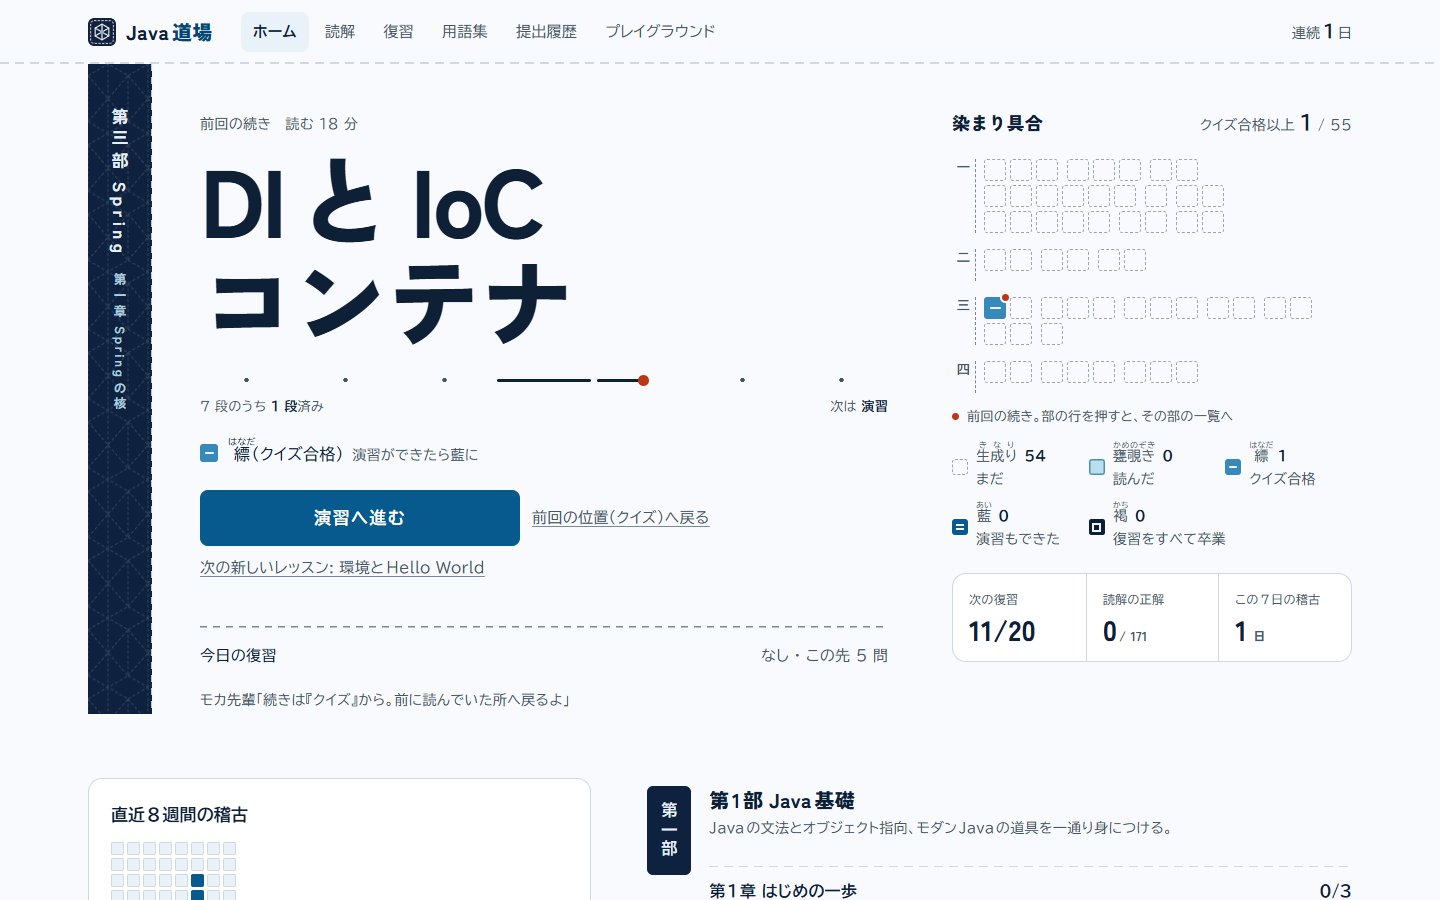 Java道場
ホーム
読解
復習
用語集
提出履歴
プレイグラウンド
連続 1 日
第三部 Spring 第一章 Springの核
前回の続き 読む 18 分
DI と IoC
コンテナ
7 段のうち 1 段済み
次は 演習
はなだ
縹(クイズ合格) 演習ができたら藍に
演習へ進む
前回の位置(クイズ)へ戻る
次の新しいレッスン: 環境とHello World
今日の復習
なし・この先 5 問
モカ先輩「続きは『クイズ』から。前に読んでいた所へ戻るよ」
染まり具合
クイズ合格以上 1 / 55
一
二
三
四
前回の続き。部の行を押すと、その部の一覧へ
きなり
生成り 54
まだ
かめのぞき
甕覗き 0
読んだ
はなだ
縹 1
クイズ合格
あい
藍 0
演習もできた
かち
褐 0
復習をすべて卒業
次の復習
11/20
読解の正解
0 / 171
この7日の稽古
1 日
直近8週間の稽古
第一部
第1部 Java基礎
Javaの文法とオブジェクト指向、モダンJavaの道具を一通り身につける。
第1章 はじめの一歩
0/3